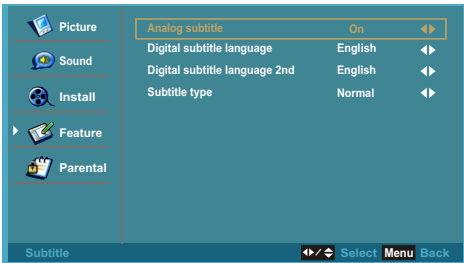 Picture
Sound
Install
Feature
Parental
Analog subtitle On
Digital subtitle language English
Digital subtitle language 2nd English
Subtitle type Normal
Subtitle Select Menu Back